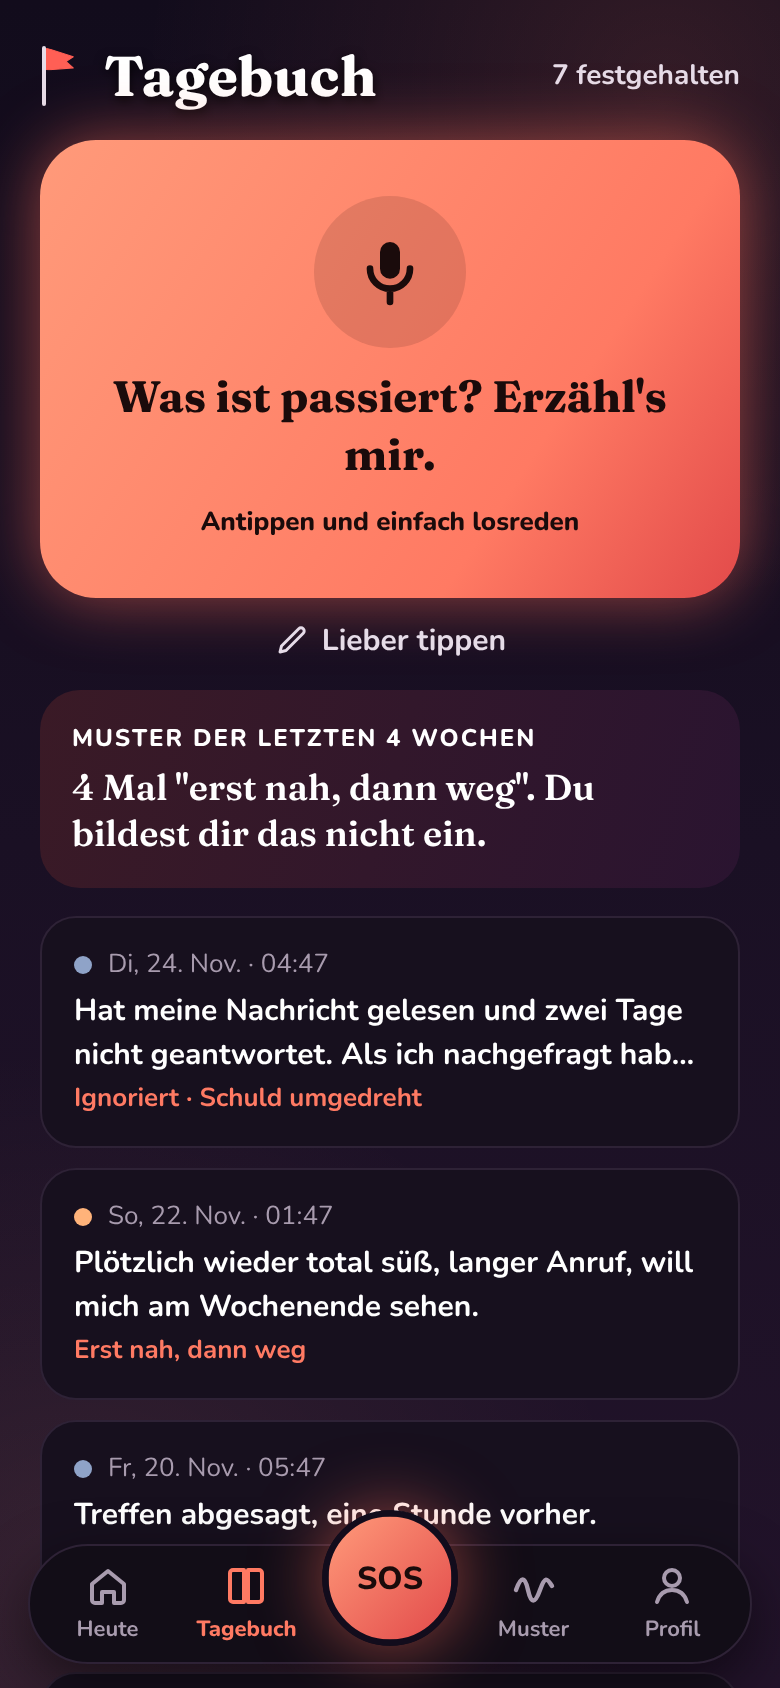 Tagebuch
7 festgehalten
Was ist passiert? Erzähl's
mir.
Antippen und einfach losreden
Lieber tippen
MUSTER DER LETZTEN 4 WOCHEN
4 Mal "erst nah, dann weg". Du
bildest dir das nicht ein.
Di, 24. Nov. · 04:47
Hat meine Nachricht gelesen und zwei Tage
nicht geantwortet. Als ich nachgefragt hab...
Ignoriert · Schuld umgedreht
So, 22. Nov. · 01:47
Plötzlich wieder total süß, langer Anruf, will
mich am Wochenende sehen.
Erst nah, dann weg
Fr, 20. Nov. · 05:47
Treffen abgesagt, eine Stunde vorher.
Heute
Tagebuch
SOS
Muster
Profil